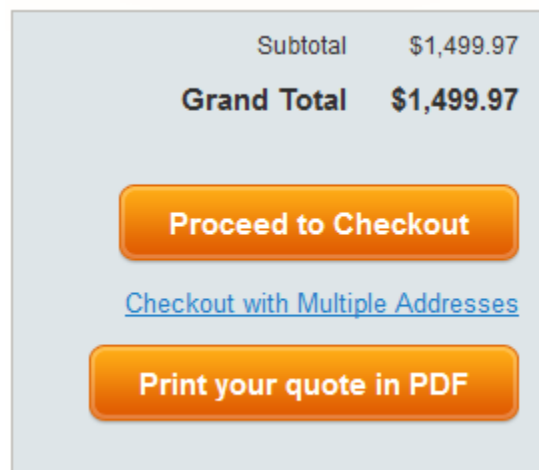 Subtotal $1,499.97
Grand Total $1,499.97
Proceed to Checkout
Checkout with Multiple Addresses
Print your quote in PDF